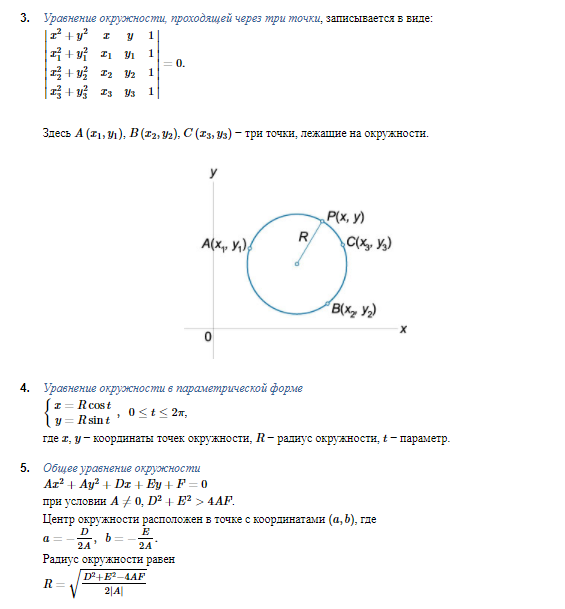 3. Уравнение окружности, проходящей через три точки, записывается в виде:
| x² + y² x y 1 |
| x₁² + y₁² x₁ y₁ 1 |
| x₂² + y₂² x₂ y₂ 1 | = 0.
| x₃² + y₃² x₃ y₃ 1 |
Здесь A (x₁, y₁), B (x₂, y₂), C (x₃, y₃) − три точки, лежащие на окружности.
y
P(x, y)
R
A(x₁, y₁)
C(x₃, y₃)
B(x₂, y₂)
x
0
4. Уравнение окружности в параметрической форме
{ x = R cos t
{ y = R sin t , 0 ≤ t ≤ 2π,
где x, y − координаты точек окружности, R − радиус окружности, t − параметр.
5. Общее уравнение окружности
Ax² + Ay² + Dx + Ey + F = 0
при условии A ≠ 0, D² + E² > 4AF.
Центр окружности расположен в точке с координатами (a, b), где
a = −D/2A, b = −E/2A.
Радиус окружности равен
R = √(D²+E²−4AF / 2|A|)